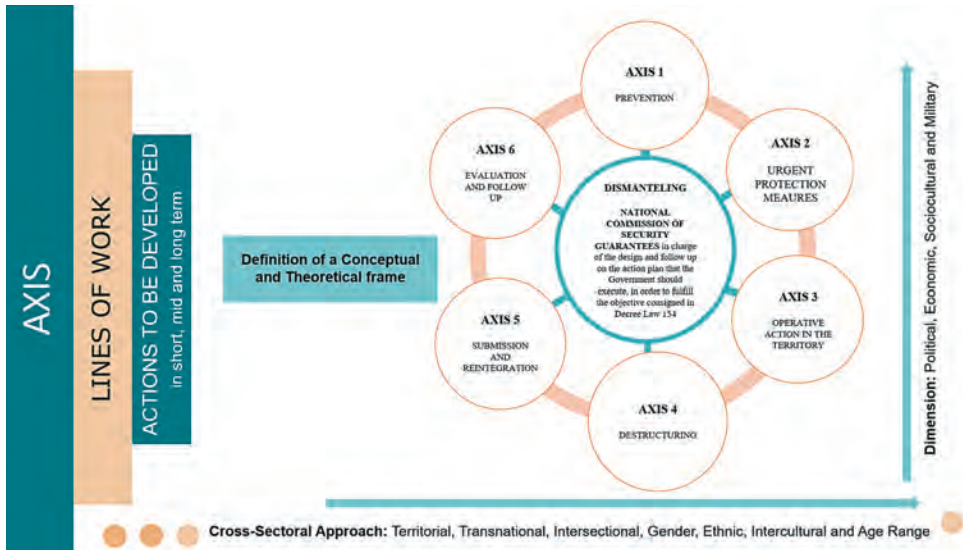 AXIS
LINES OF WORK
ACTIONS TO BE DEVELOPED
in short, mid and long term
Definition of a Conceptual
and Theoretical frame
AXIS 1
PREVENTION
AXIS 2
URGENT
PROTECTION
MEAURES
AXIS 3
OPERATIVE
ACTION IN THE
TERRITORY
AXIS 4
DESTRUCTURING
AXIS 5
SUBMISSION
AND
REINTEGRATION
AXIS 6
EVALUATION
AND FOLLOW
UP
DISMANTELING
NATIONAL
COMMISSION OF
SECURITY
GUARANTEES in charge
of the design and follow up
on the action plan that the
Government should
execute, in order to fulfill
the objective consigned in
Decree Law 154
Dimension: Political, Economic, Sociocultural and Military
Cross-Sectoral Approach: Territorial, Transnational, Intersectional, Gender, Ethnic, Intercultural and Age Range